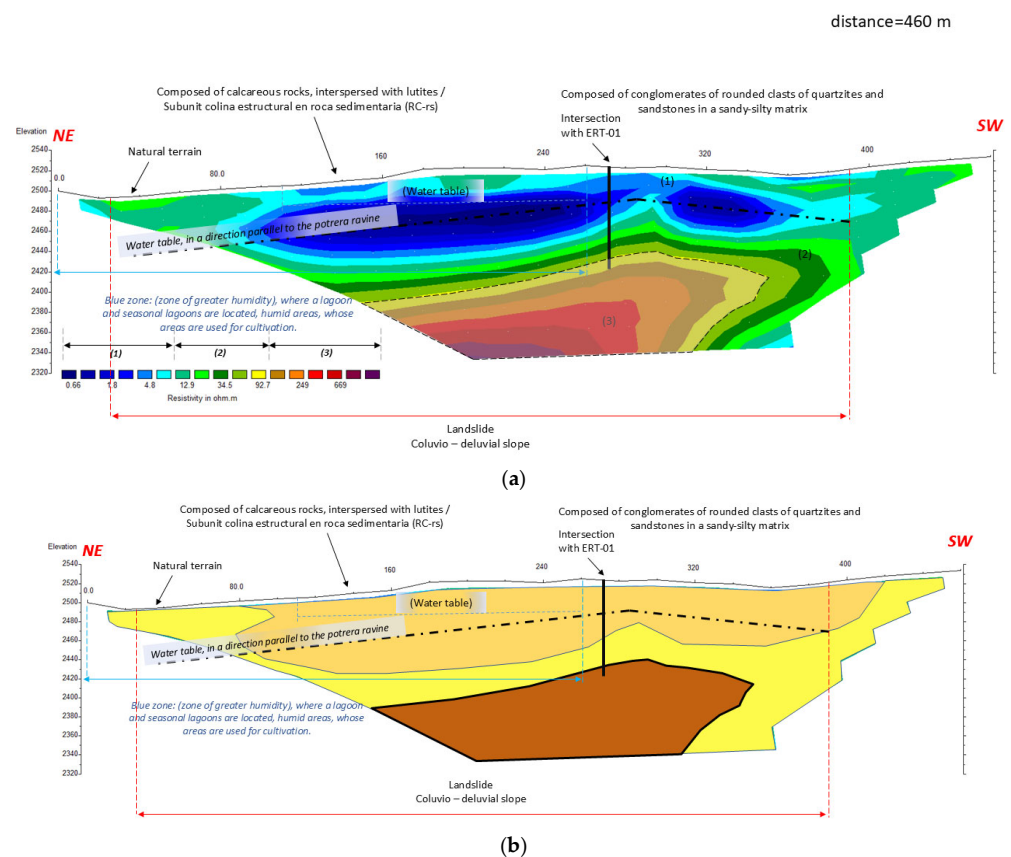 distance=460 m
Composed of calcareous rocks, interspersed with lutites /
Subunit colina estructural en roca sedimentaria (RC-rs)
Composed of conglomerates of rounded clasts of quartzites and
sandstones in a sandy-silty matrix
Intersection
with ERT-01
Elevation
NE
SW
Natural terrain
2540
2520
2500
2480
2460
2440
2420
2400
2380
2360
2340
2320
0.0
80.0
160
240
320
400
(Water table)
(1)
Water table, in a direction parallel to the potrera ravine
(2)
(3)
Blue zone: (zone of greater humidity), where a lagoon
and seasonal lagoons are located, humid areas, whose
areas are used for cultivation.
(1)
(2)
(3)
0.66
1.8
4.8
12.9
34.5
92.7
249
669
Resistivity in ohm.m
Landslide
Coluvio – deluvial slope
(a)
Composed of calcareous rocks, interspersed with lutites /
Subunit colina estructural en roca sedimentaria (RC-rs)
Composed of conglomerates of rounded clasts of quartzites and
sandstones in a sandy-silty matrix
Intersection
with ERT-01
Elevation
NE
SW
Natural terrain
2540
2520
2500
2480
2460
2440
2420
2400
2380
2360
2340
2320
0.0
80.0
160
240
320
400
(Water table)
Water table, in a direction parallel to the potrera ravine
Blue zone: (zone of greater humidity), where a lagoon
and seasonal lagoons are located, humid areas, whose
areas are used for cultivation.
Landslide
Coluvio – deluvial slope
(b)